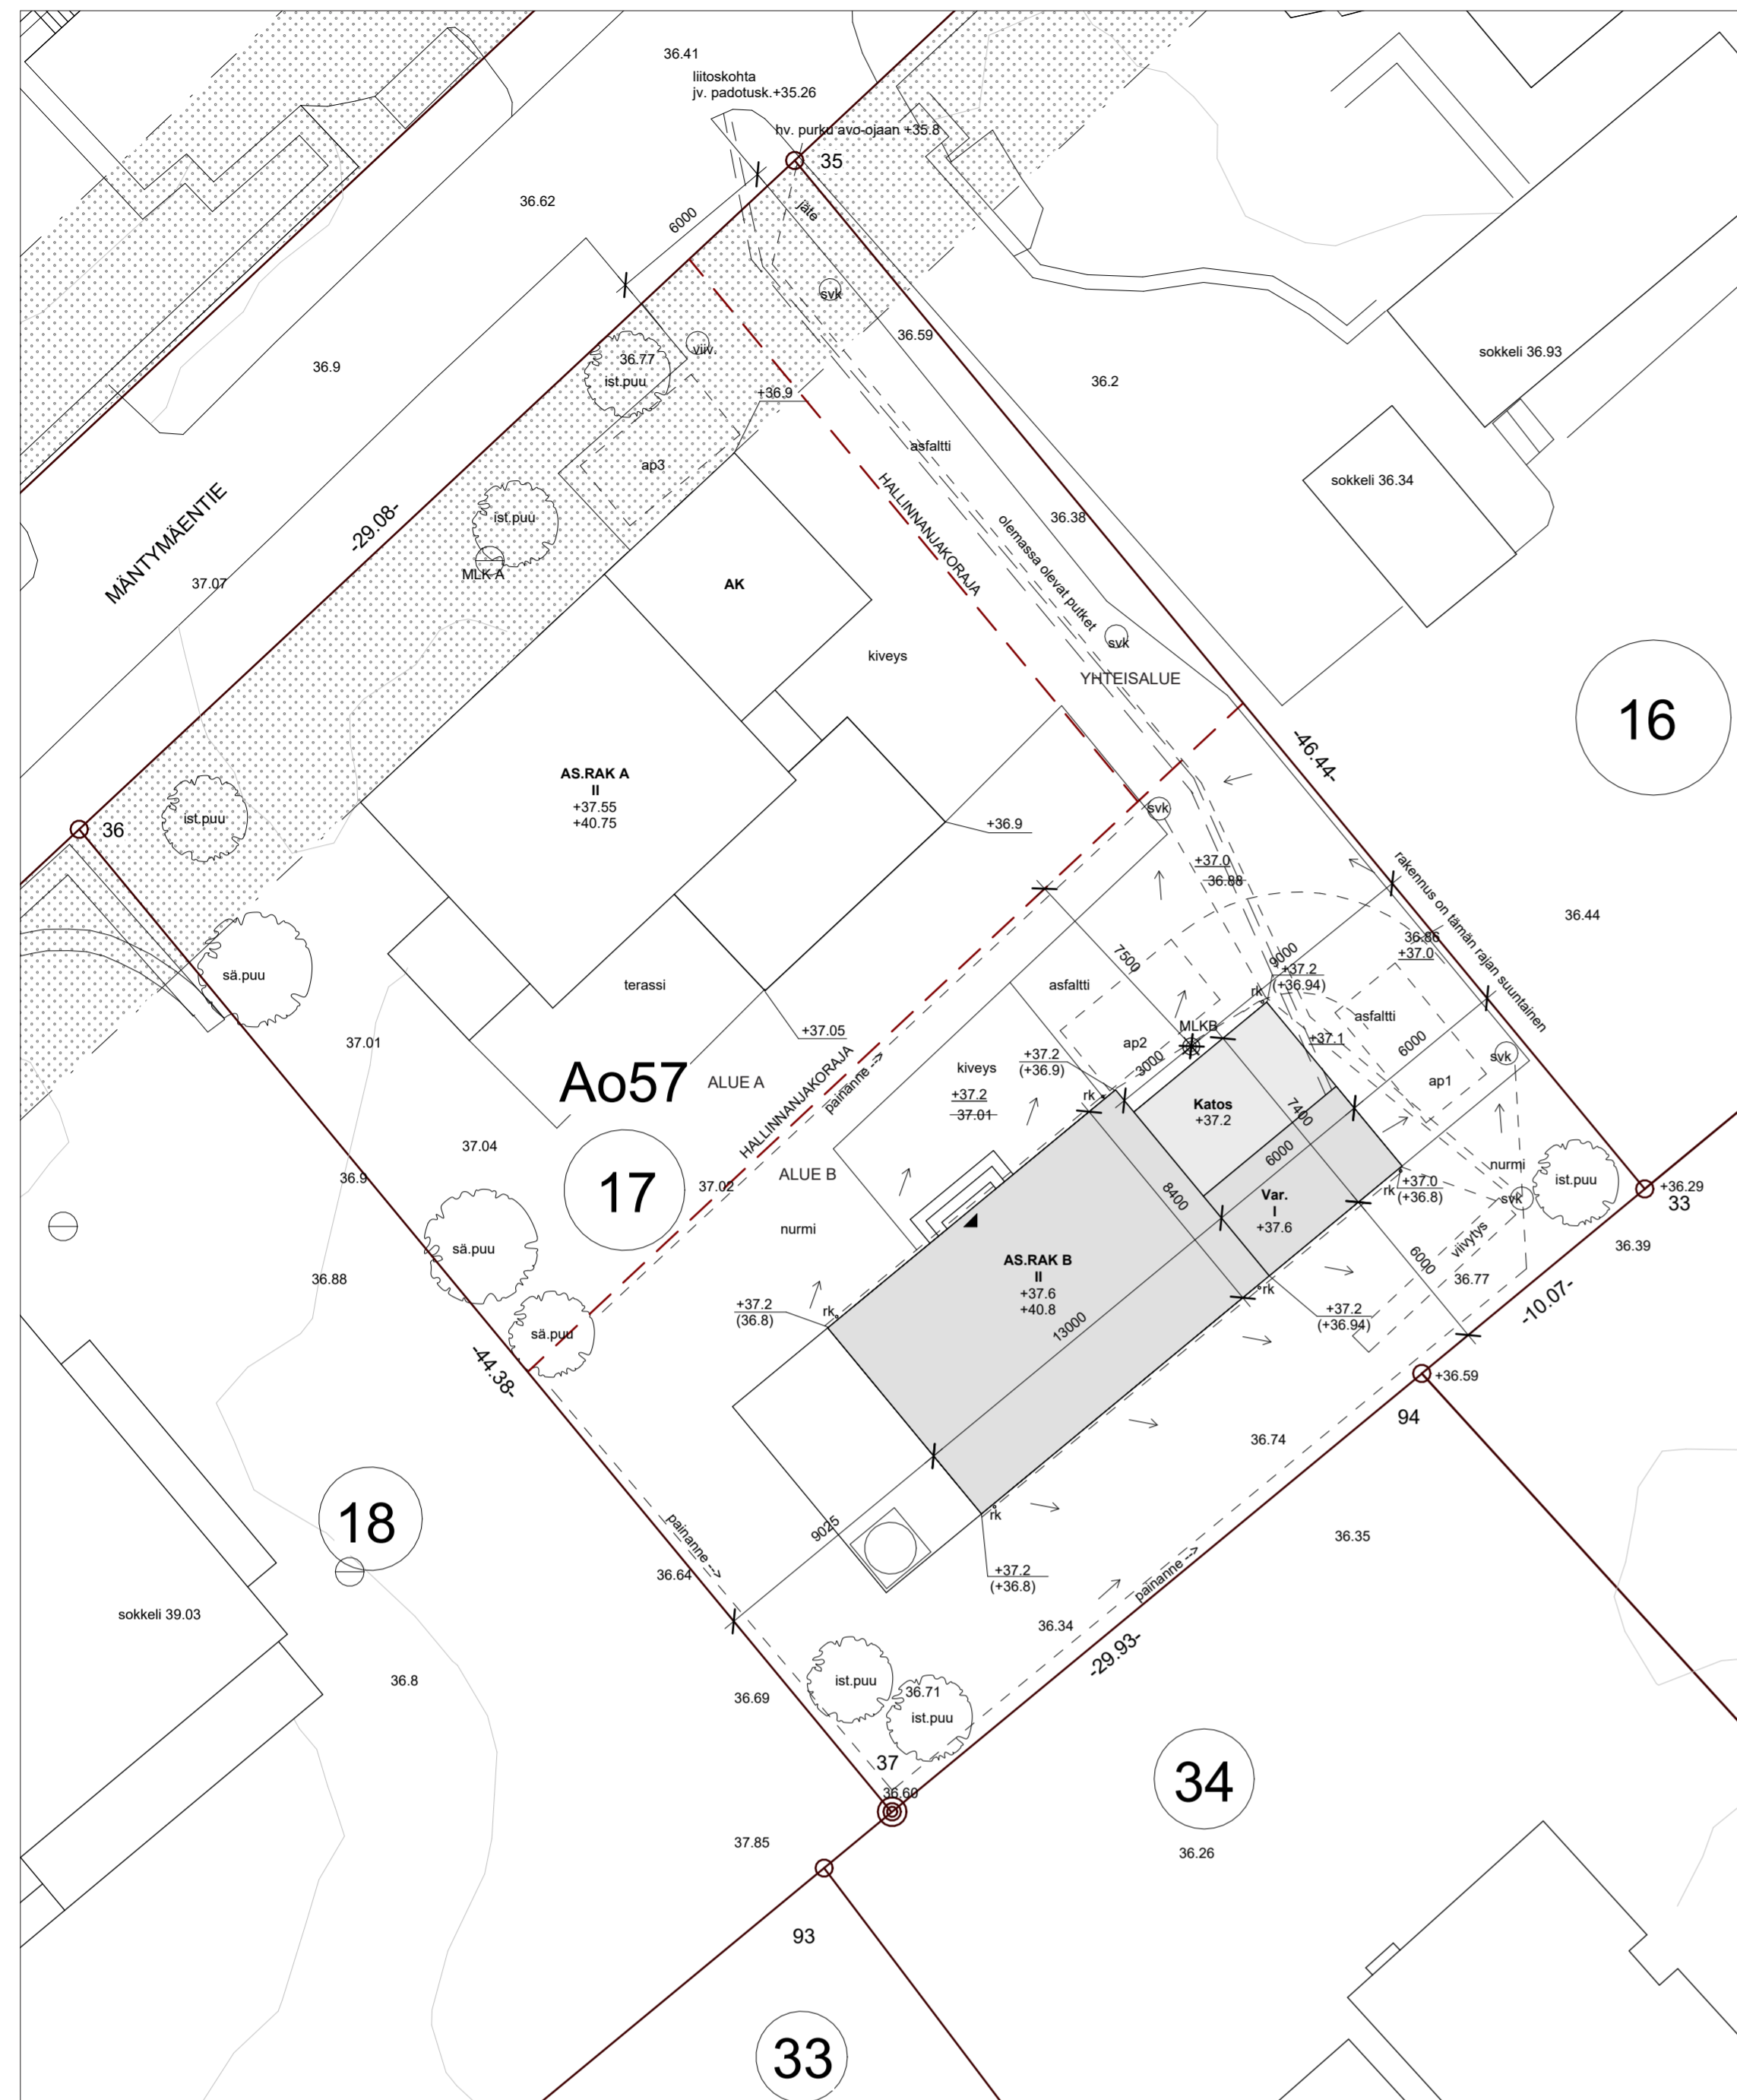 36.41
liitoskohta
jv. padotusk.+35.26
hv. purku avo-ojaan +35.8
35
36.62
6000
jäte
svk
36.59
36.9
36.77
ist.puu
viiv.
+36.9
36.2
sokkeli 36.93
asfaltti
ap3
HALLINNANJAKORAJA
sokkeli 36.34
ist.puu
MLK A
-29.08-
MÄNTYMÄENTIE
37.07
36.38
olemassa olevat putket
AK
kiveys
svk
YHTEISALUE
16
-46.44-
AS.RAK A
II
+37.55
+40.75
36
ist.puu
svk
+36.9
+37.0
36.88
rakennus on tämän rajan suuntainen
36.44
36.86
+37.0
sä.puu
terassi
7500
9000
+37.2
(+36.94)
rk
asfaltti
asfaltti
+37.05
37.01
MLKB
ap2
3000
+37.1
6000
svk
Ao57
ALUE A
HALLINNANJAKORAJA
painanne -->
kiveys
+37.2
(+36.9)
+37.2
37.01
rk
ap1
Katos
+37.2
7400
37.04
36.9
17
37.02
ALUE B
nurmi
6000
8400
Var.
I
+37.6
nurmi
ist.puu
+37.0
(+36.8)
rk
svk
+36.29
33
sä.puu
36.88
viivytys
36.39
AS.RAK B
II
+37.6
+40.8
6000
36.77
+37.2
(36.8)
rk
rk
+37.2
(+36.94)
-10.07-
13000
sä.puu
-44.38-
+36.59
94
36.74
18
painanne -->
9025
rk
36.35
+37.2
(+36.8)
painanne -->
36.64
sokkeli 39.03
36.34
-29.93-
36.8
36.69
ist.puu
36.71
ist.puu
37
34
36.60
37.85
36.26
93
33